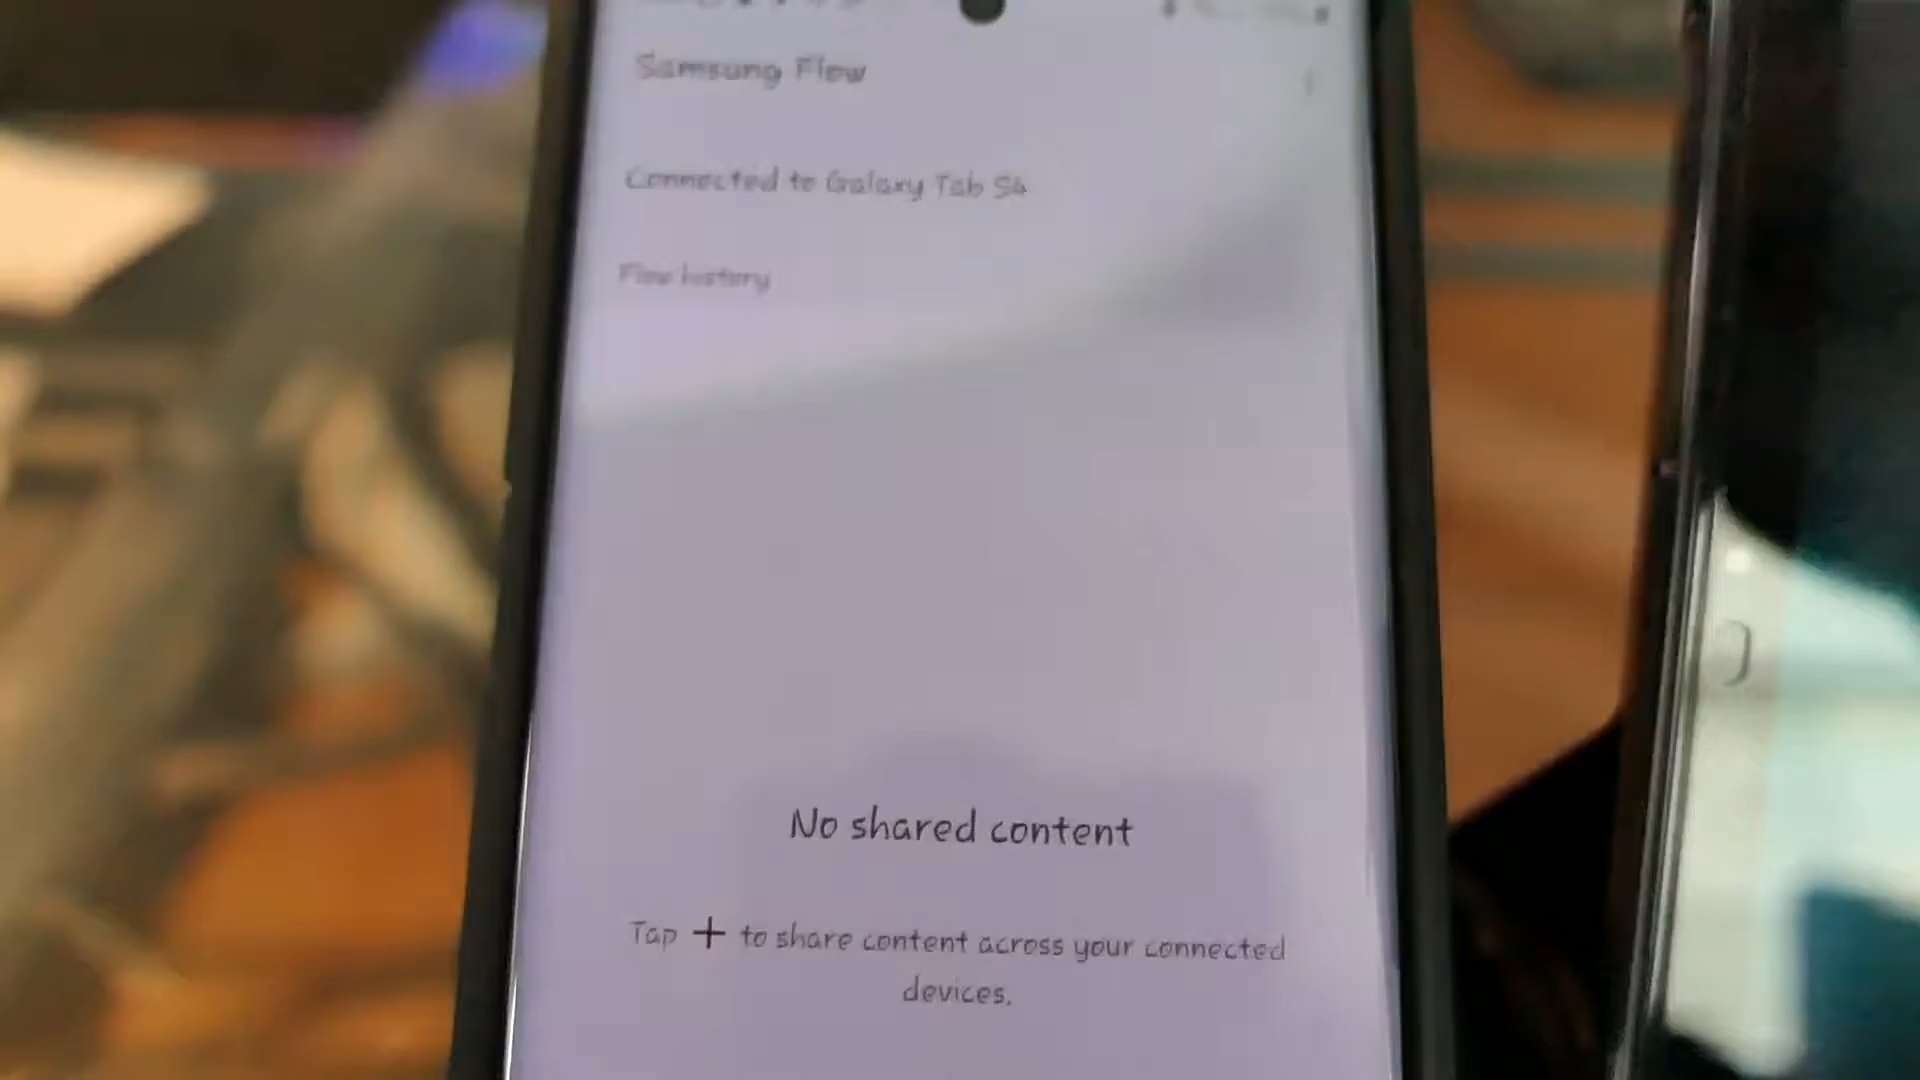 Samsung Flow
Connected to Galaxy Tab S4
Flow history
No shared content
Tap + to share content across your connected
devices.